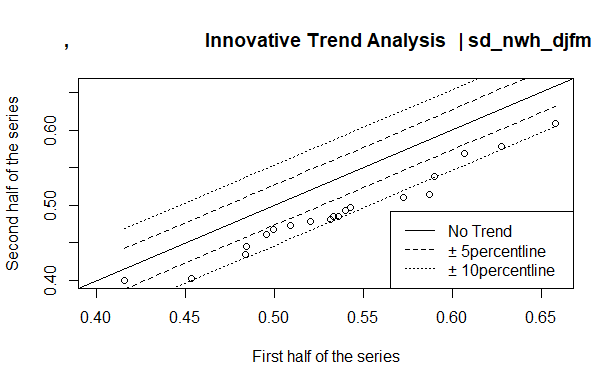 , Innovative Trend Analysis | sd_nwh_djfm
Second half of the series
0.60
0.50
0.40
No Trend
± 5percentline
± 10percentline
0.40 0.45 0.50 0.55 0.60 0.65
First half of the series